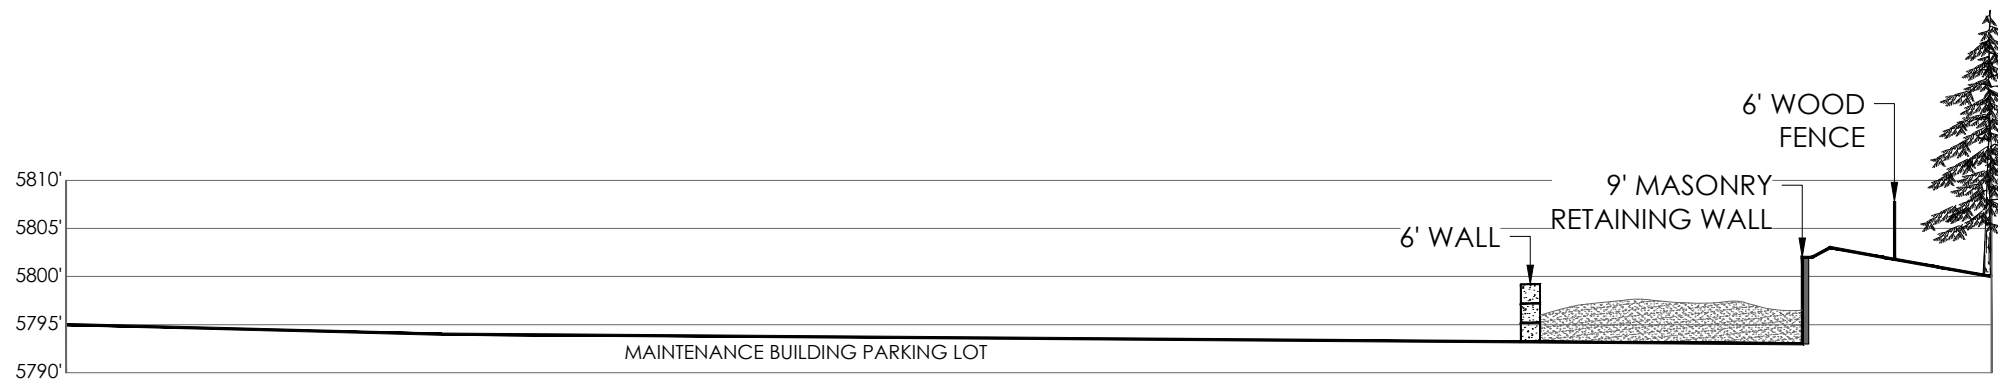 6' WOOD
FENCE
5810'
9' MASONRY
RETAINING WALL
5805'
6' WALL
5800'
5795'
MAINTENANCE BUILDING PARKING LOT
5790'